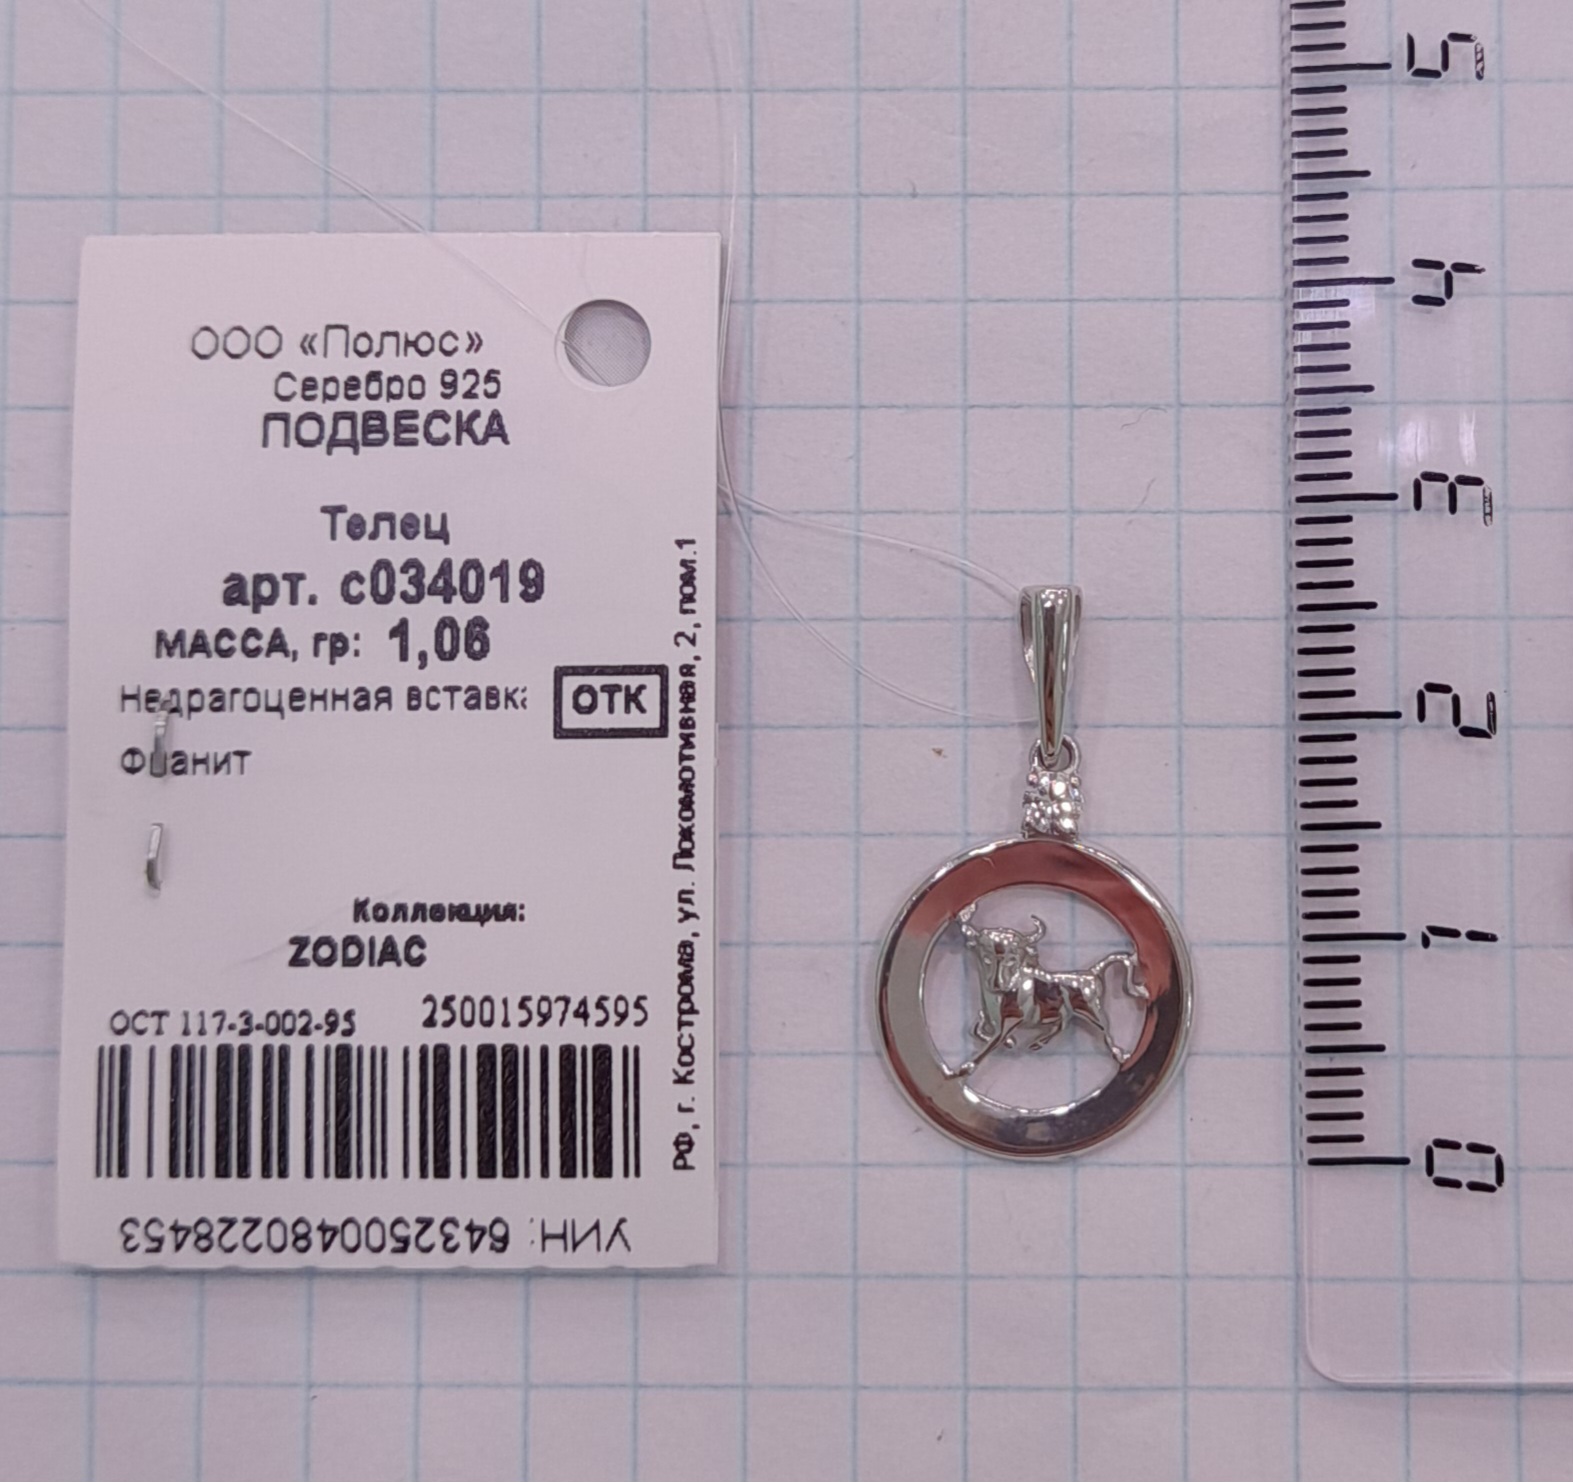 ООО «Полюс»
Серебро 925
ПОДВЕСКА
Телец
арт. с034019
МАССА, гр: 1,06
Недрагоценная вставка
ОТК
Фианит
Коллекция:
ZODIAC
ОСТ 117-3-002-95
250015974595
УИН: 6432500480228453
РФ, г. Кострома, ул. Локомотивная, 2, пом.1
5
4
3
2
1
0